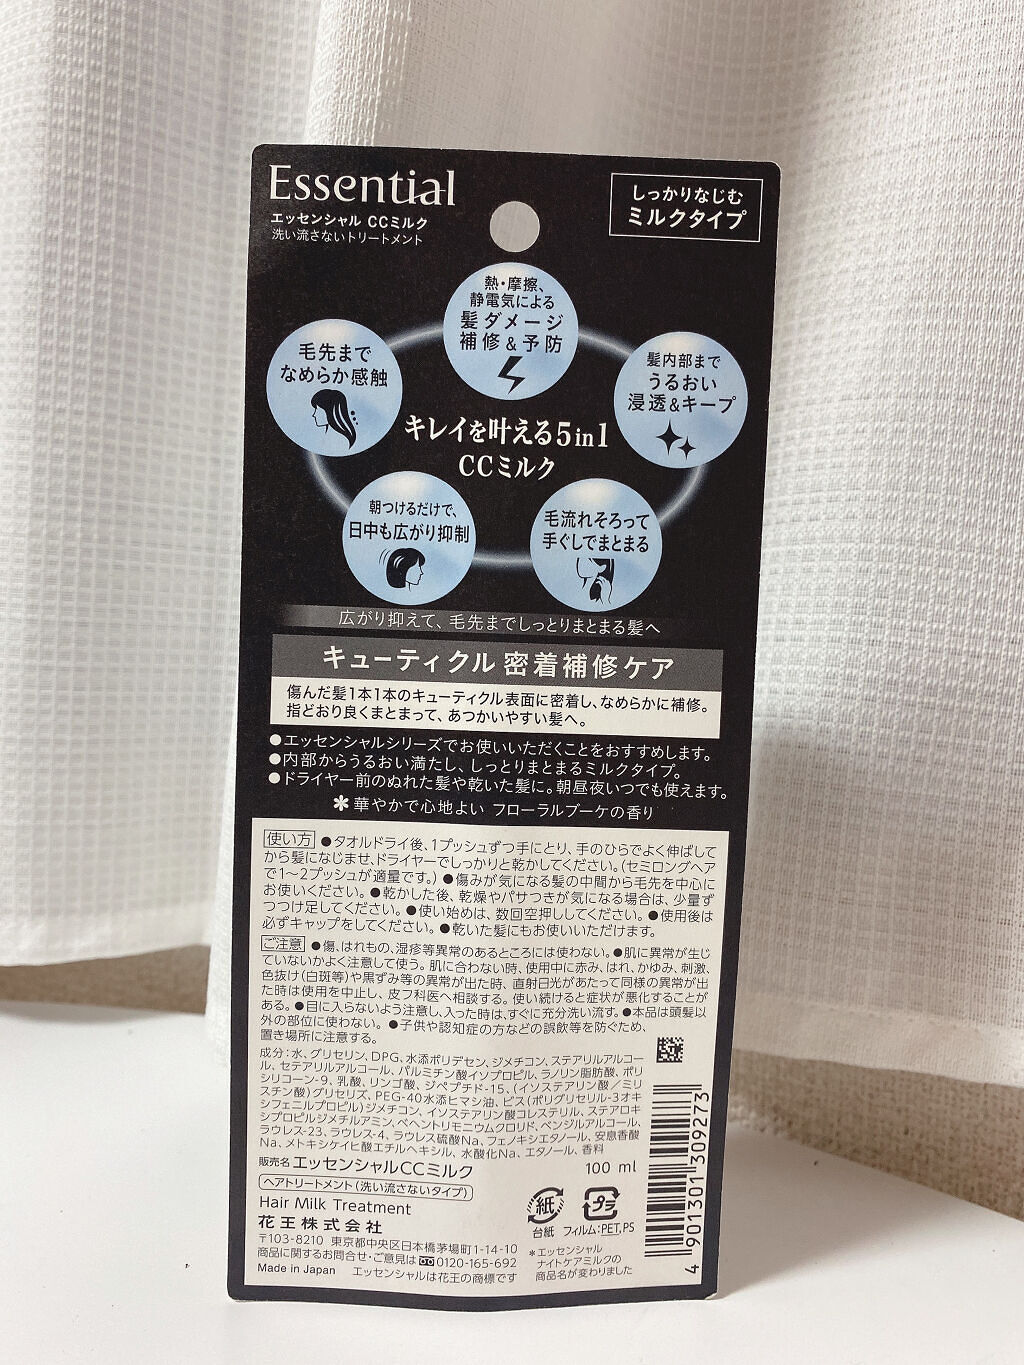 Essential
エッセンシャル CCミルク
洗い流さないトリートメント
しっかりなじむ
ミルクタイプ
熱・摩擦、
静電気による
髪ダメージ
補修&予防
毛先まで
なめらか感触
髪内部まで
うるおい
浸透&キープ
キレイを叶える5in1
CCミルク
朝つけるだけで、
日中も広がり抑制
毛流れそろって
手ぐしでまとまる
広がり抑えて、毛先までしっとりまとまる髪へ
キューティクル 密着補修ケア
傷んだ髪1本1本のキューティクル表面に密着し、なめらかに補修。
指どおり良くまとまって、あつかいやすい髪へ。
●エッセンシャルシリーズでお使いいただくことをおすすめします。
●内部からうるおい満たし、しっとりまとまるミルクタイプ。
●ドライヤー前のぬれた髪や乾いた髪に。朝昼夜いつでも使えます。
✽華やかで心地よい フローラルブーケの香り
使い方 ●タオルドライ後、1プッシュずつ手にとり、手のひらでよく伸ばして
から髪になじませ、ドライヤーでしっかりと乾かしてください。(セミロングヘア
で1〜2プッシュが適量です。) ●傷みが気になる髪の中間から毛先を中心に
お使いください。●乾かした後、乾燥やパサつきが気になる場合は、少量ず
つつけ足してください。●使い始めは、数回空押ししてください。●使用後は
必ずキャップをしてください。●乾いた髪にもお使いいただけます。
ご注意 ●傷、はれもの、湿疹等異常のあるところには使わない。●肌に異常が生じ
ていないかよく注意して使う。肌に合わない時、使用中に赤み、はれ、かゆみ、刺激、
色抜け(白斑等)や黒ずみ等の異常が出た時、直射日光があたって同様の異常が出
た時は使用を中止し、皮フ科医へ相談する。使い続けると症状が悪化することが
ある。●目に入らないよう注意し、入った時は、すぐに充分洗い流す。●本品は頭髪以
外の部位に使わない。●子供や認知症の方などの誤飲等を防ぐため、
置き場所に注意する。
成分:水、グリセリン、DPG、水添ポリデセン、ジメチコン、ステアリルアルコー
ル、セテアリルアルコール、パルミチン酸イソプロピル、ラノリン脂肪酸、ポリ
シリコーン-9、乳酸、リンゴ酸、ジペプチド-15、(イソステアリン酸/ミリ
スチン酸)グリセリズ、PEG-40水添ヒマシ油、ビス(ポリグリセリル-3オキ
シフェニルプロピル)ジメチコン、イソステアリン酸コレステリル、ステアロキ
シプロピルジメチルアミン、ベヘントリモニウムクロリド、ベンジルアルコール、
ラウレス-23、ラウレス-4、ラウレス硫酸Na、フェノキシエタノール、安息香酸
Na、メトキシケイヒ酸エチルヘキシル、水酸化Na、エタノール、香料
販売名 エッセンシャルCCミルク
100 ml
ヘアトリートメント(洗い流さないタイプ)
Hair Milk Treatment
花王株式会社
〒103-8210 東京都中央区日本橋茅場町1-14-10
商品に関するお問合せ・ご意見は 0120-165-692
Made in Japan エッセンシャルは花王の商標です
紙
プラ
台紙 フィルム:PET,PS
*エッセンシャル
ナイトケアミルクの
商品名が変わりました
4 901301 309273